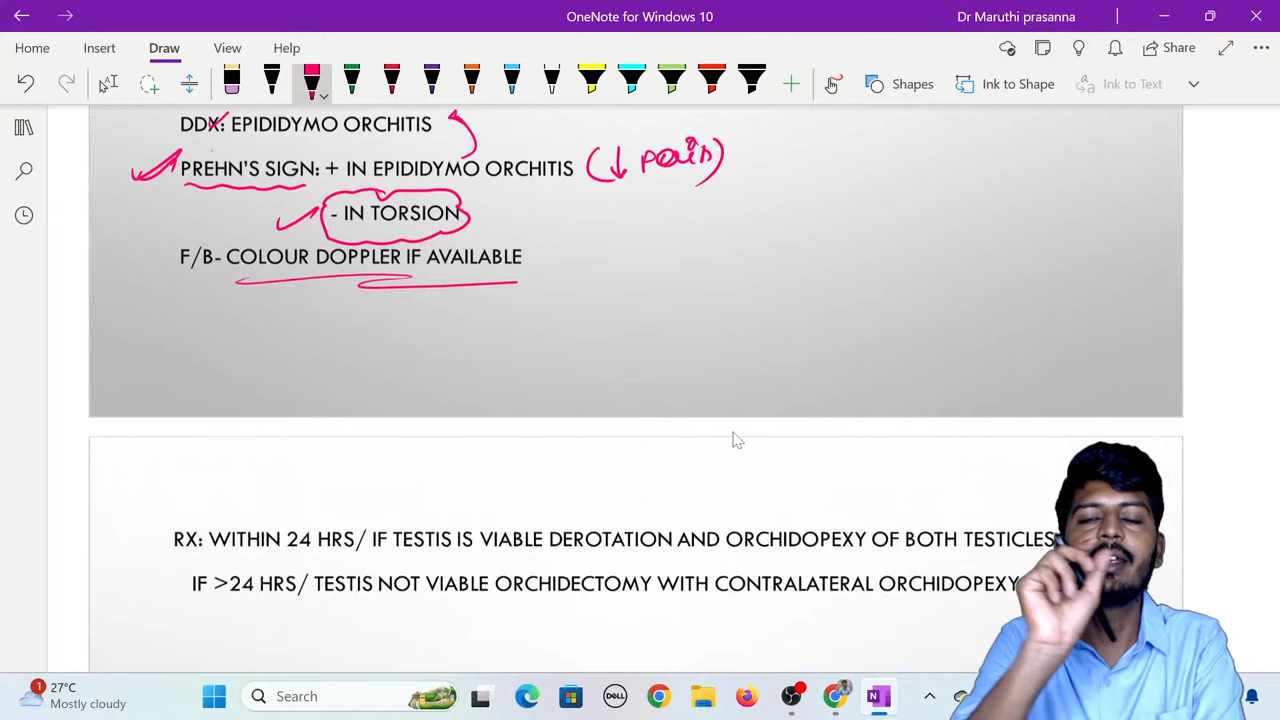 OneNote for Windows 10
Dr Maruthi prasanna
Home Insert Draw View Help
Share
Shapes Ink to Shape Ink to Text
DDX: EPIDIDYMO ORCHITIS
PREHN'S SIGN: + IN EPIDIDYMO ORCHITIS (↓ pain)
- IN TORSION
F/B- COLOUR DOPPLER IF AVAILABLE
RX: WITHIN 24 HRS/ IF TESTIS IS VIABLE DEROTATION AND ORCHIDOPEXY OF BOTH TESTICLES
IF >24 HRS/ TESTIS NOT VIABLE ORCHIDECTOMY WITH CONTRALATERAL ORCHIDOPEXY
1
27°C
Mostly cloudy
Search
DELL
N